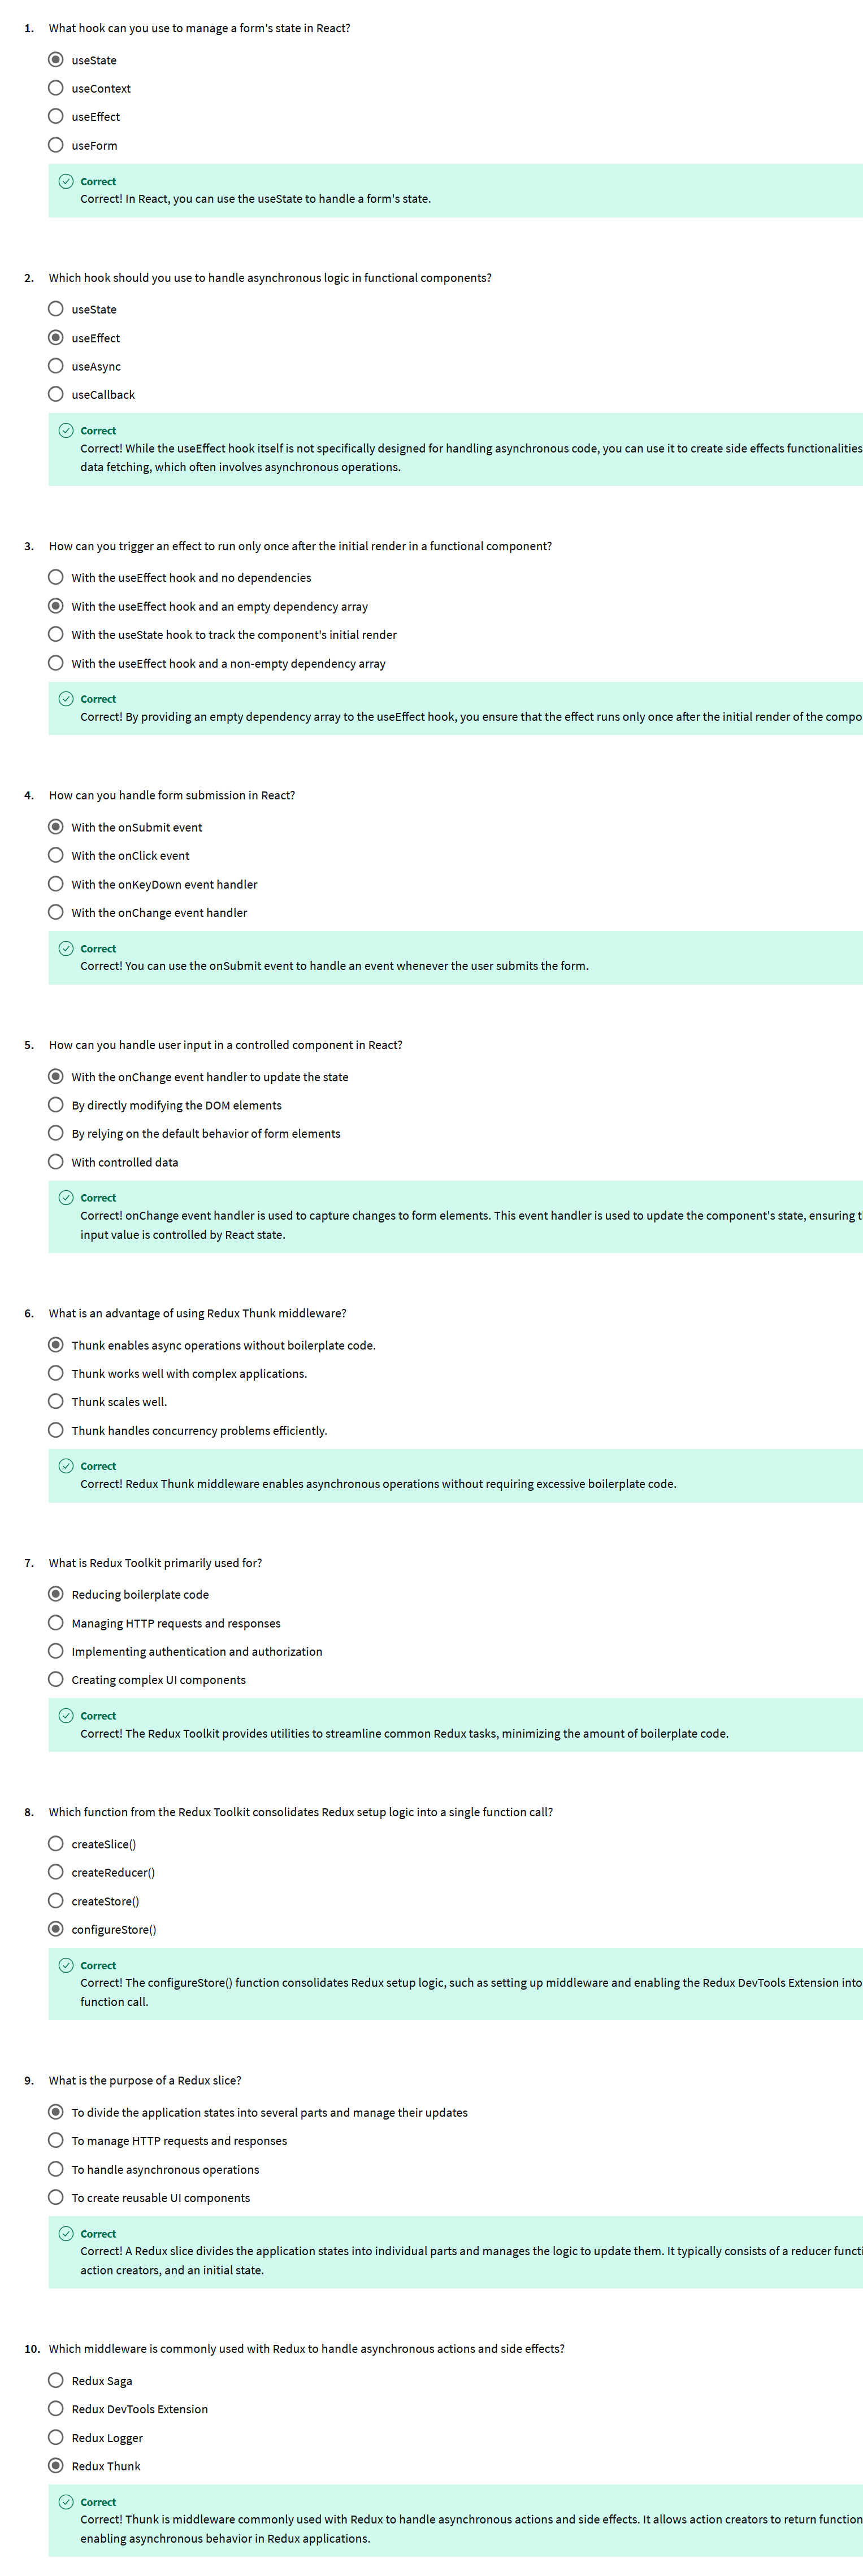 1. What hook can you use to manage a form's state in React?
useState
useContext
useEffect
useForm
Correct
Correct! In React, you can use the useState to handle a form's state.
2. Which hook should you use to handle asynchronous logic in functional components?
useState
useEffect
useAsync
useCallback
Correct
Correct! While the useEffect hook itself is not specifically designed for handling asynchronous code, you can use it to create side effects functionalities
data fetching, which often involves asynchronous operations.
3. How can you trigger an effect to run only once after the initial render in a functional component?
With the useEffect hook and no dependencies
With the useEffect hook and an empty dependency array
With the useState hook to track the component's initial render
With the useEffect hook and a non-empty dependency array
Correct
Correct! By providing an empty dependency array to the useEffect hook, you ensure that the effect runs only once after the initial render of the compo
4. How can you handle form submission in React?
With the onSubmit event
With the onClick event
With the onKeyDown event handler
With the onChange event handler
Correct
Correct! You can use the onSubmit event to handle an event whenever the user submits the form.
5. How can you handle user input in a controlled component in React?
With the onChange event handler to update the state
By directly modifying the DOM elements
By relying on the default behavior of form elements
With controlled data
Correct
Correct! onChange event handler is used to capture changes to form elements. This event handler is used to update the component's state, ensuring t
input value is controlled by React state.
6. What is an advantage of using Redux Thunk middleware?
Thunk enables async operations without boilerplate code.
Thunk works well with complex applications.
Thunk scales well.
Thunk handles concurrency problems efficiently.
Correct
Correct! Redux Thunk middleware enables asynchronous operations without requiring excessive boilerplate code.
7. What is Redux Toolkit primarily used for?
Reducing boilerplate code
Managing HTTP requests and responses
Implementing authentication and authorization
Creating complex UI components
Correct
Correct! The Redux Toolkit provides utilities to streamline common Redux tasks, minimizing the amount of boilerplate code.
8. Which function from the Redux Toolkit consolidates Redux setup logic into a single function call?
createSlice()
createReducer()
createStore()
configureStore()
Correct
Correct! The configureStore() function consolidates Redux setup logic, such as setting up middleware and enabling the Redux DevTools Extension into
function call.
9. What is the purpose of a Redux slice?
To divide the application states into several parts and manage their updates
To manage HTTP requests and responses
To handle asynchronous operations
To create reusable UI components
Correct
Correct! A Redux slice divides the application states into individual parts and manages the logic to update them. It typically consists of a reducer functi
action creators, and an initial state.
10. Which middleware is commonly used with Redux to handle asynchronous actions and side effects?
Redux Saga
Redux DevTools Extension
Redux Logger
Redux Thunk
Correct
Correct! Thunk is middleware commonly used with Redux to handle asynchronous actions and side effects. It allows action creators to return function
enabling asynchronous behavior in Redux applications.